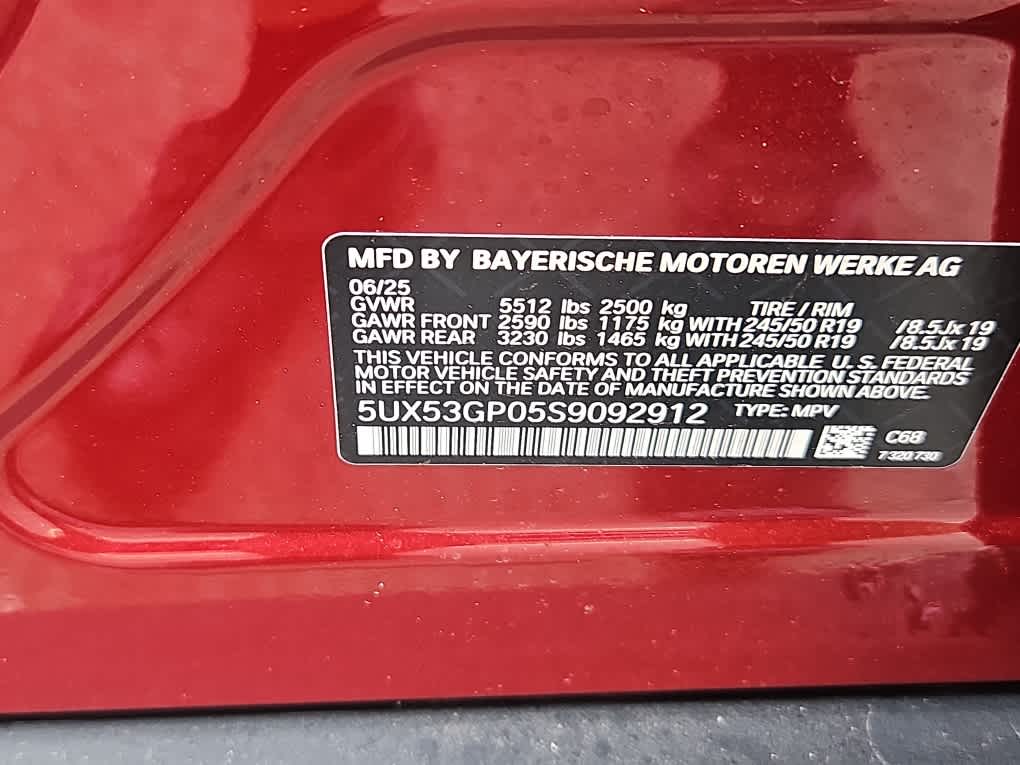 MFD BY BAYERISCHE MOTOREN WERKE AG
06/25
GVWR 5512 lbs 2500 kg TIRE / RIM
GAWR FRONT 2590 lbs 1175 kg WITH 245/50 R19 /8.5Jx19
GAWR REAR 3230 lbs 1465 kg WITH 245/50 R19 /8.5Jx19
THIS VEHICLE CONFORMS TO ALL APPLICABLE U. S. FEDERAL
MOTOR VEHICLE SAFETY AND THEFT PREVENTION STANDARDS
IN EFFECT ON THE DATE OF MANUFACTURE SHOWN ABOVE.
5UX53GP05S9092912 TYPE: MPV
C68
7 320 730